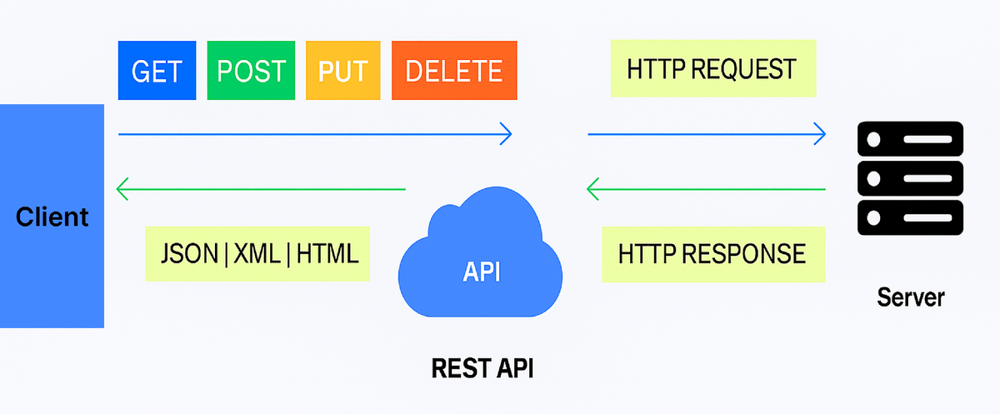 GET
POST
PUT
DELETE
HTTP REQUEST
Client
JSON | XML | HTML
API
HTTP RESPONSE
Server
REST API